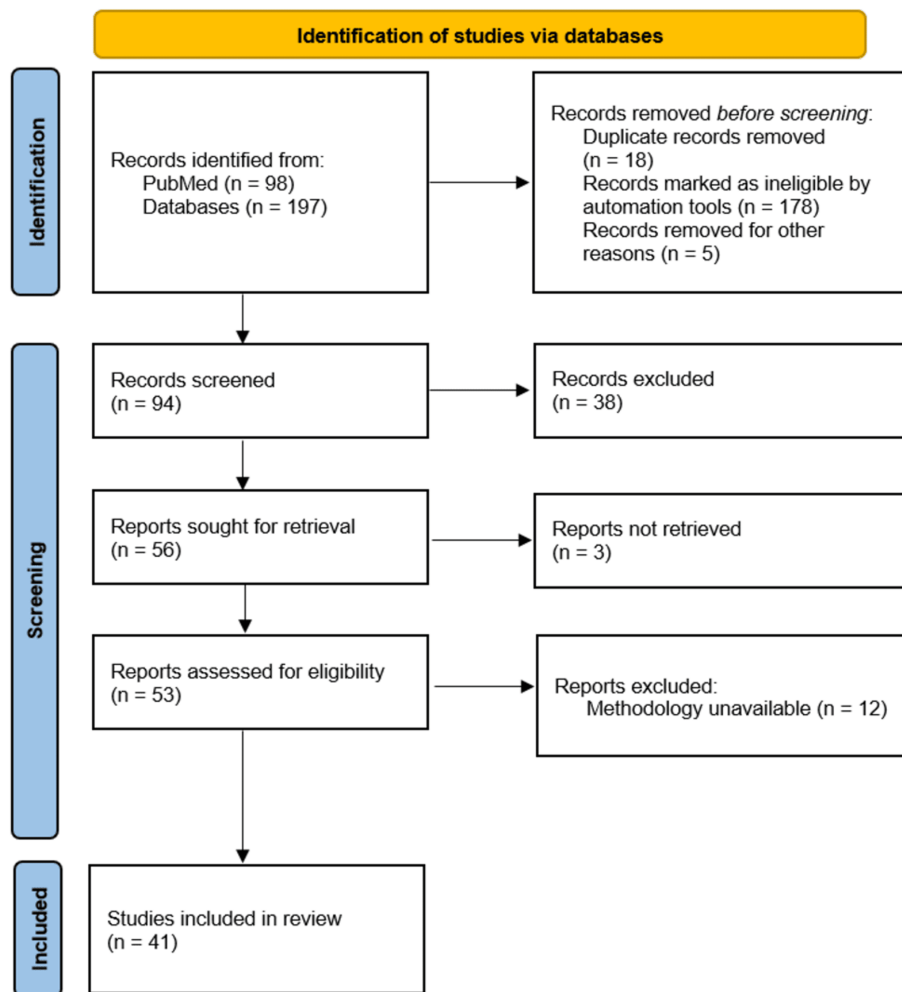 Identification of studies via databases
Identification
Records identified from:
PubMed (n = 98)
Databases (n = 197)
Records removed before screening:
Duplicate records removed
(n = 18)
Records marked as ineligible by
automation tools (n = 178)
Records removed for other
reasons (n = 5)
Screening
Records screened
(n = 94)
Records excluded
(n = 38)
Reports sought for retrieval
(n = 56)
Reports not retrieved
(n = 3)
Reports assessed for eligibility
(n = 53)
Reports excluded:
Methodology unavailable (n = 12)
Included
Studies included in review
(n = 41)